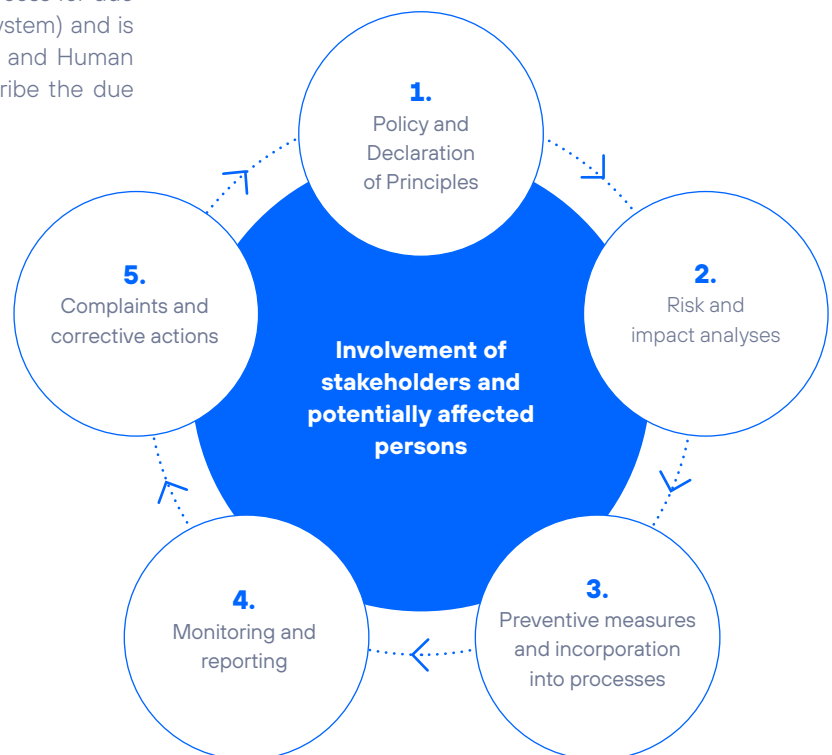 ystem) and is
and Human
ribe the due
1.
Policy and
Declaration
of Principles
2.
Risk and
impact analyses
3.
Preventive measures
and incorporation
into processes
4.
Monitoring and
reporting
5.
Complaints and
corrective actions
Involvement of
stakeholders and
potentially affected
persons